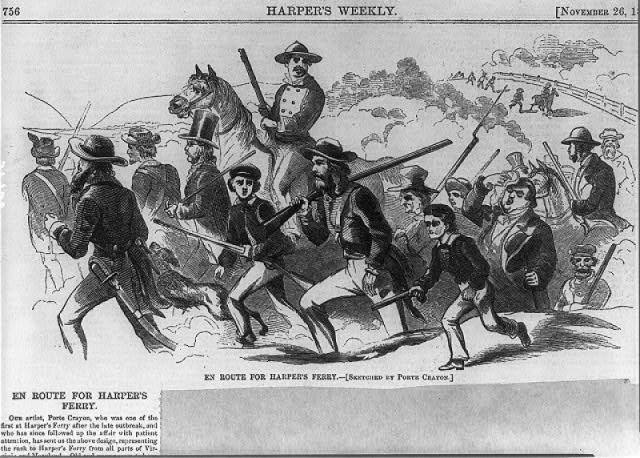 756
HARPER'S WEEKLY.
[NOVEMBER 26, 1
EN ROUTE FOR HARPER'S FERRY.—[SKETCHED BY PORTE CRAYON.]
EN ROUTE FOR HARPER'S
FERRY.
OUR artist, Porte Crayon, who was one of the
first at Harper's Ferry after the late outbreak, and
who has since followed up the affair with patient
attention, has sent us the above design, representing
the rush to Harper's Ferry from all parts of Vir-